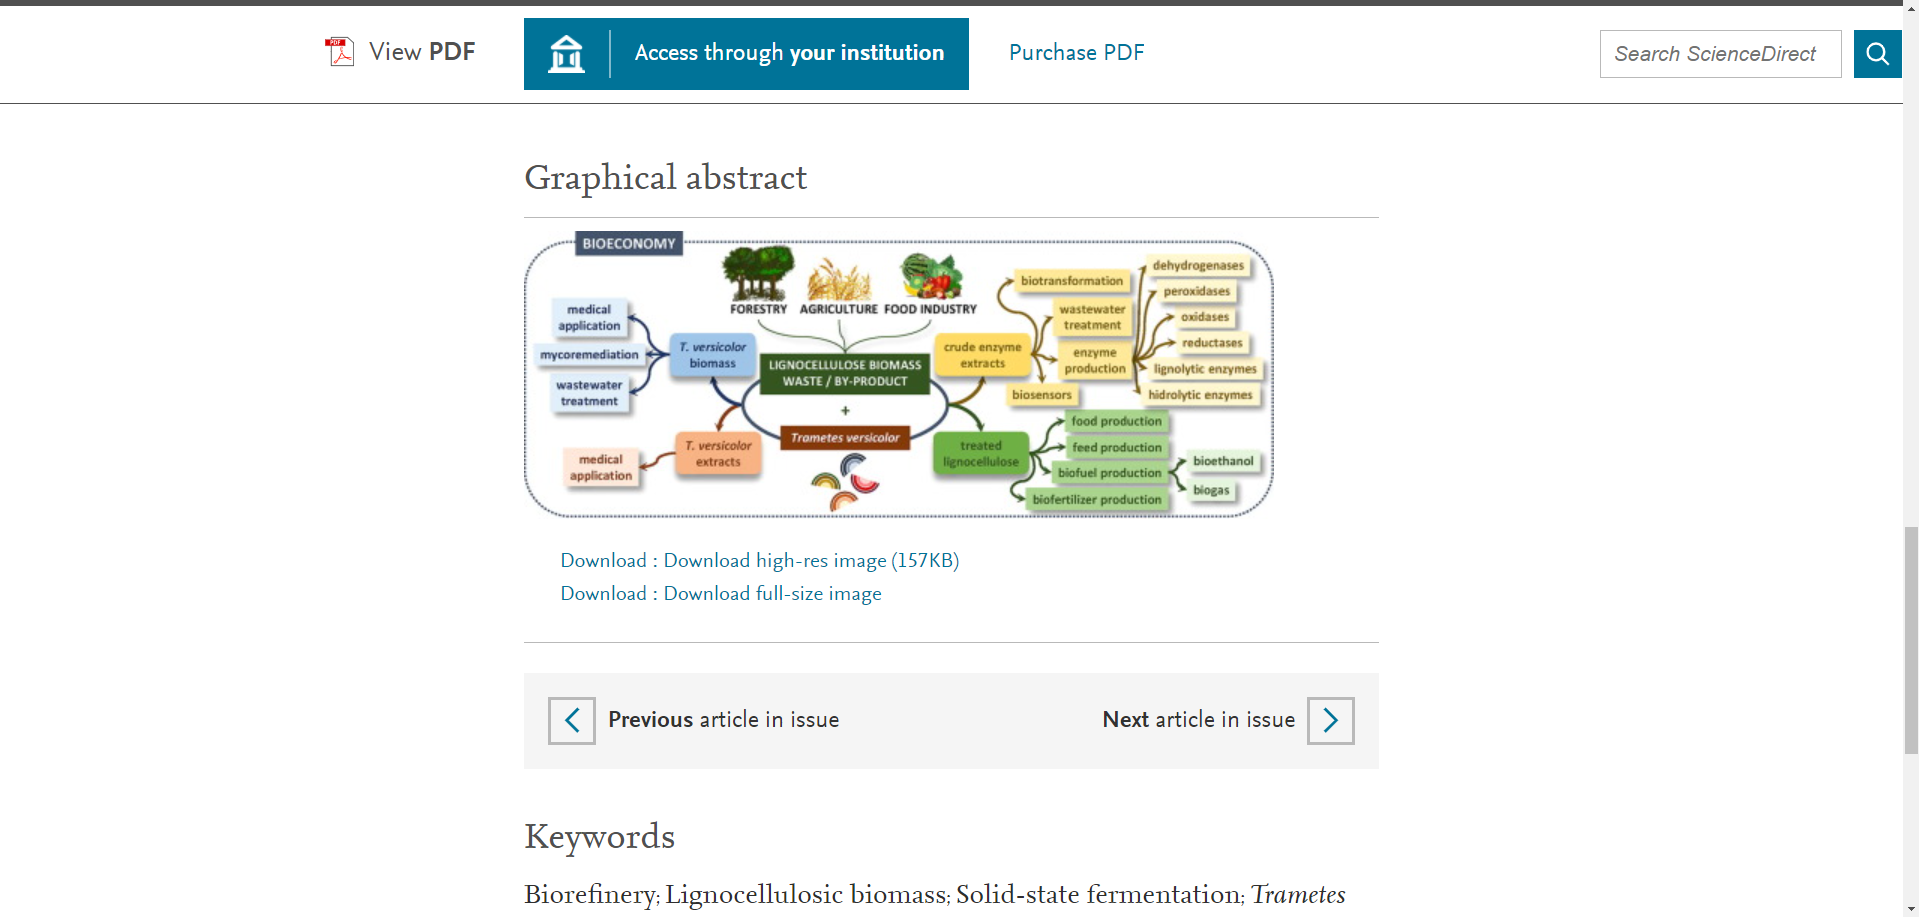 View PDF
Access through your institution
Purchase PDF
Search ScienceDirect
Graphical abstract
BIOECONOMY
FORESTRY
AGRICULTURE
FOOD INDUSTRY
medical
application
mycoremediation
wastewater
treatment
T. versicolor
biomass
LIGNOCELLULOSE BIOMASS
WASTE / BY-PRODUCT
+
Trametes versicolor
T. versicolor
extracts
medical
application
crude enzyme
extracts
biotransformation
wastewater
treatment
enzyme
production
biosensors
dehydrogenases
peroxidases
oxidases
reductases
lignolytic enzymes
hidrolytic enzymes
treated
lignocellulose
food production
feed production
biofuel production
biofertilizer production
bioethanol
biogas
Download : Download high-res image (157KB)
Download : Download full-size image
Previous article in issue
Next article in issue
Keywords
Biorefinery; Lignocellulosic biomass; Solid-state fermentation; Trametes